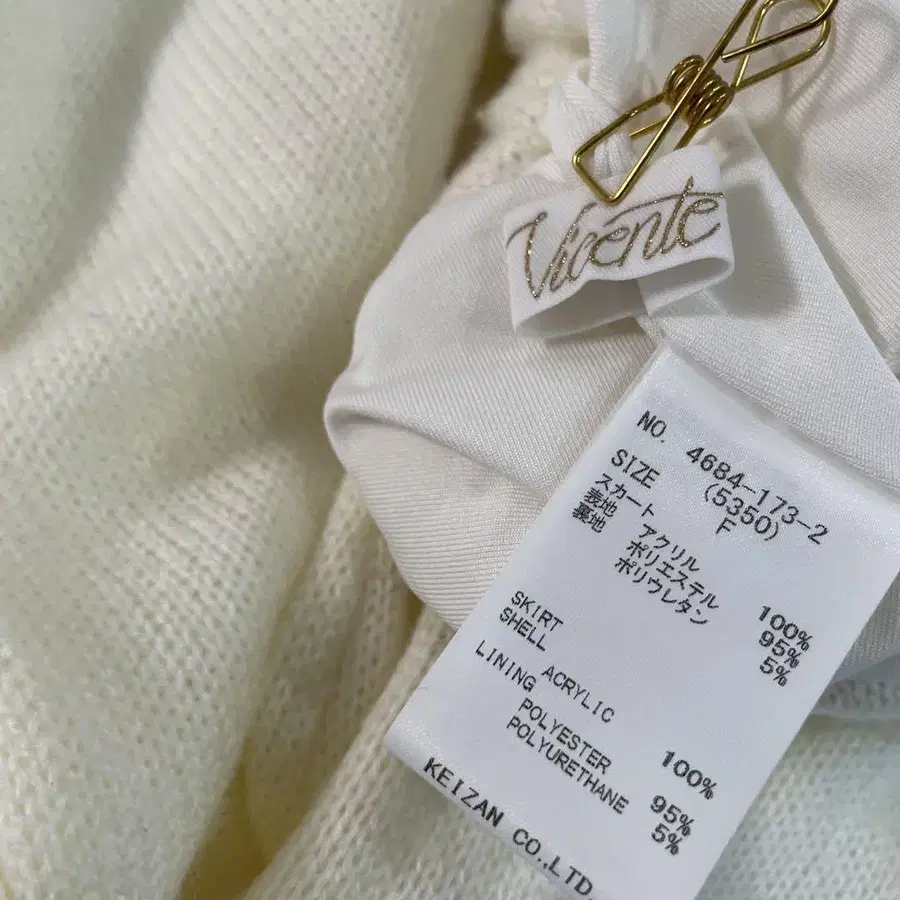 Vicente
NO. 4684-173-2
(5350)
SIZE F
スカート
表地 アクリル 100%
裏地 ポリエステル 95%
ポリウレタン 5%
SKIRT
SHELL
ACRYLIC 100%
LINING
POLYESTER 95%
POLYURETHANE 5%
KEIZAN CO.,LTD.